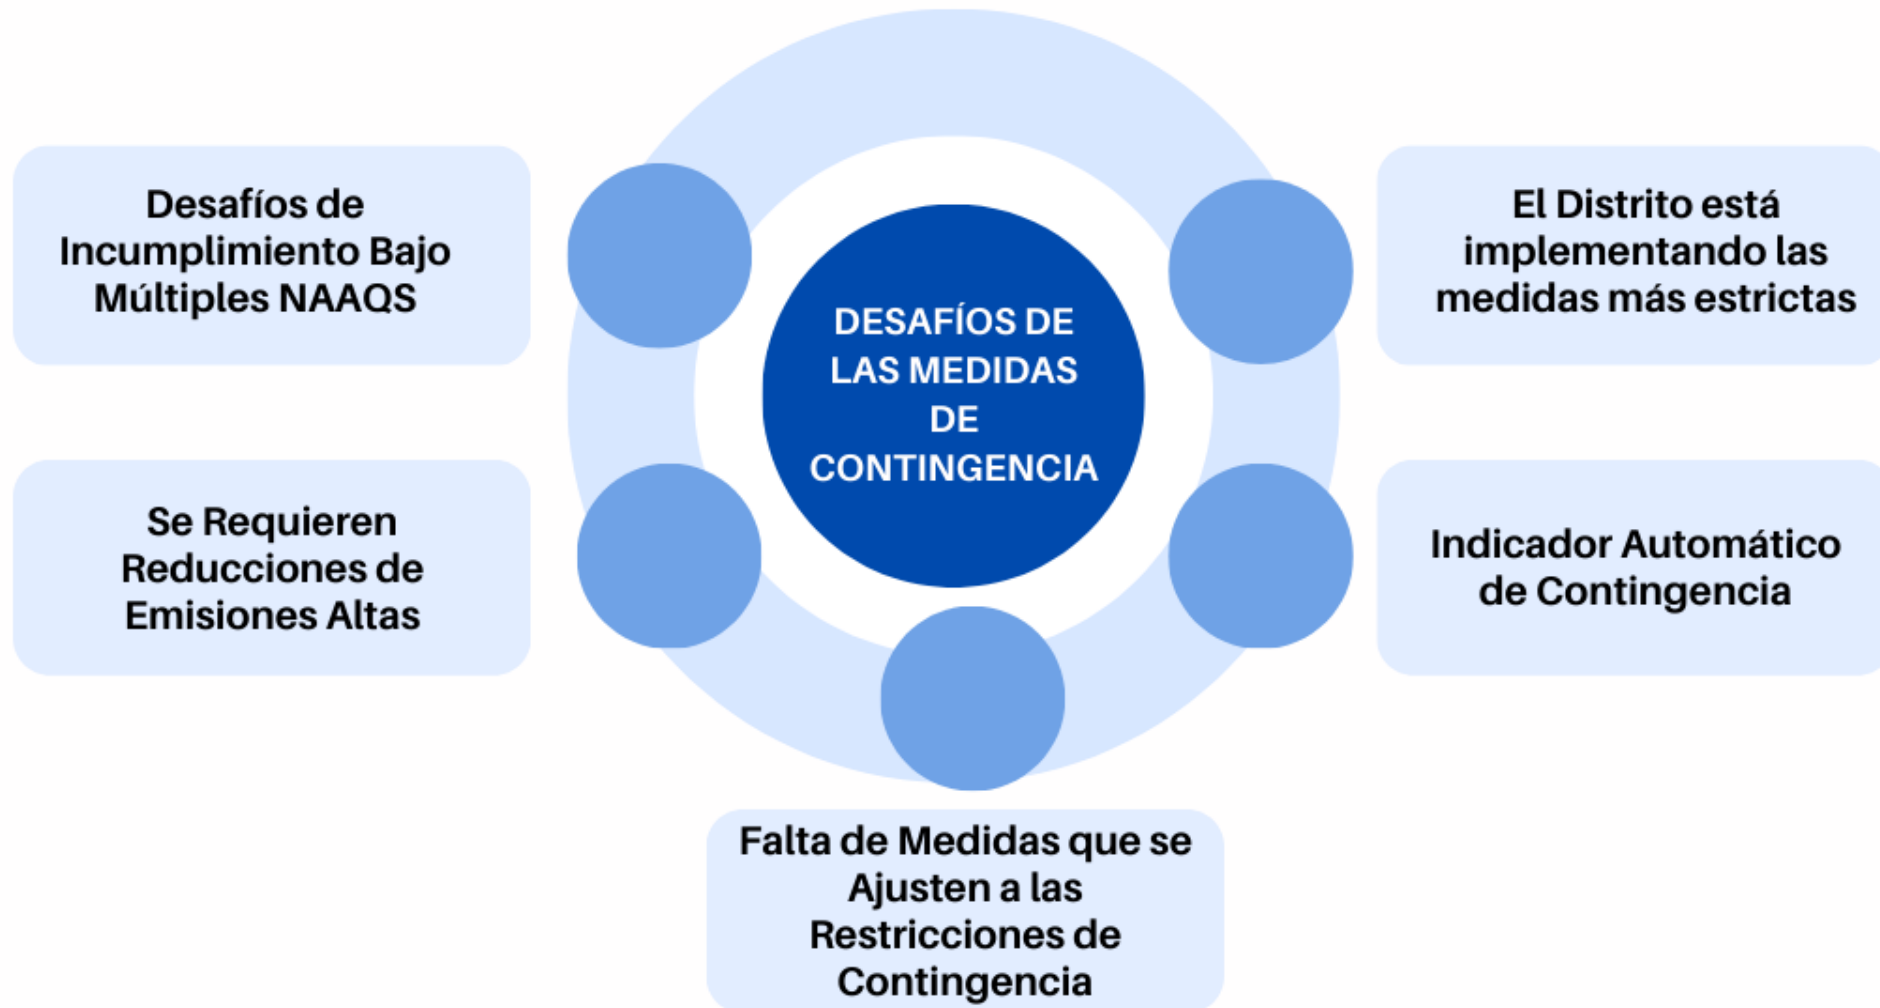 Desafíos de
Incumplimiento Bajo
Múltiples NAAQS
Se Requieren
Reducciones de
Emisiones Altas
DESAFÍOS DE
LAS MEDIDAS
DE
CONTINGENCIA
El Distrito está
implementando las
medidas más estrictas
Indicador Automático
de Contingencia
Falta de Medidas que se
Ajusten a las
Restricciones de
Contingencia